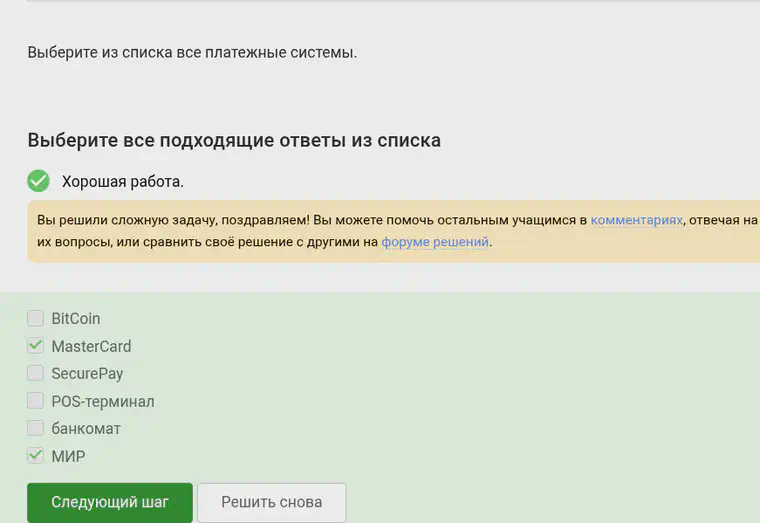 Выберите из списка все платежные системы.
Выберите все подходящие ответы из списка
Хорошая работа.
Вы решили сложную задачу, поздравляем! Вы можете помочь остальным учащимся в комментариях, отвечая на
их вопросы, или сравнить своё решение с другими на форуме решений.
BitCoin
MasterCard
SecurePay
POS-терминал
банкомат
МИР
Следующий шаг
Решить снова